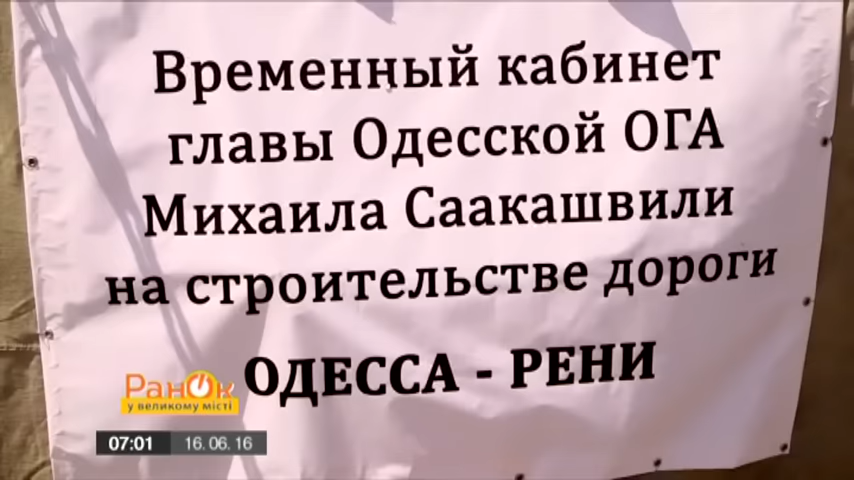 Временный кабинет
главы Одесской ОГА
Михаила Саакашвили
на строительстве дороги
ОДЕССА - РЕНИ
РанОк
у великому місті
07:01 16.06.16